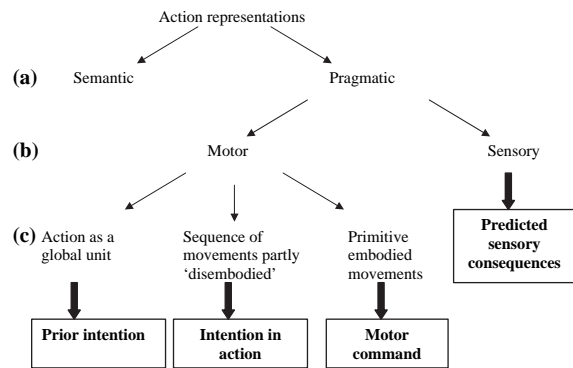 Action representations
(a) Semantic Pragmatic
(b) Motor Sensory
(c) Action as a global unit
Sequence of
movements partly
‘disembodied’
Primitive
embodied
movements
Predicted
sensory
consequences
Prior intention
Intention in
action
Motor
command